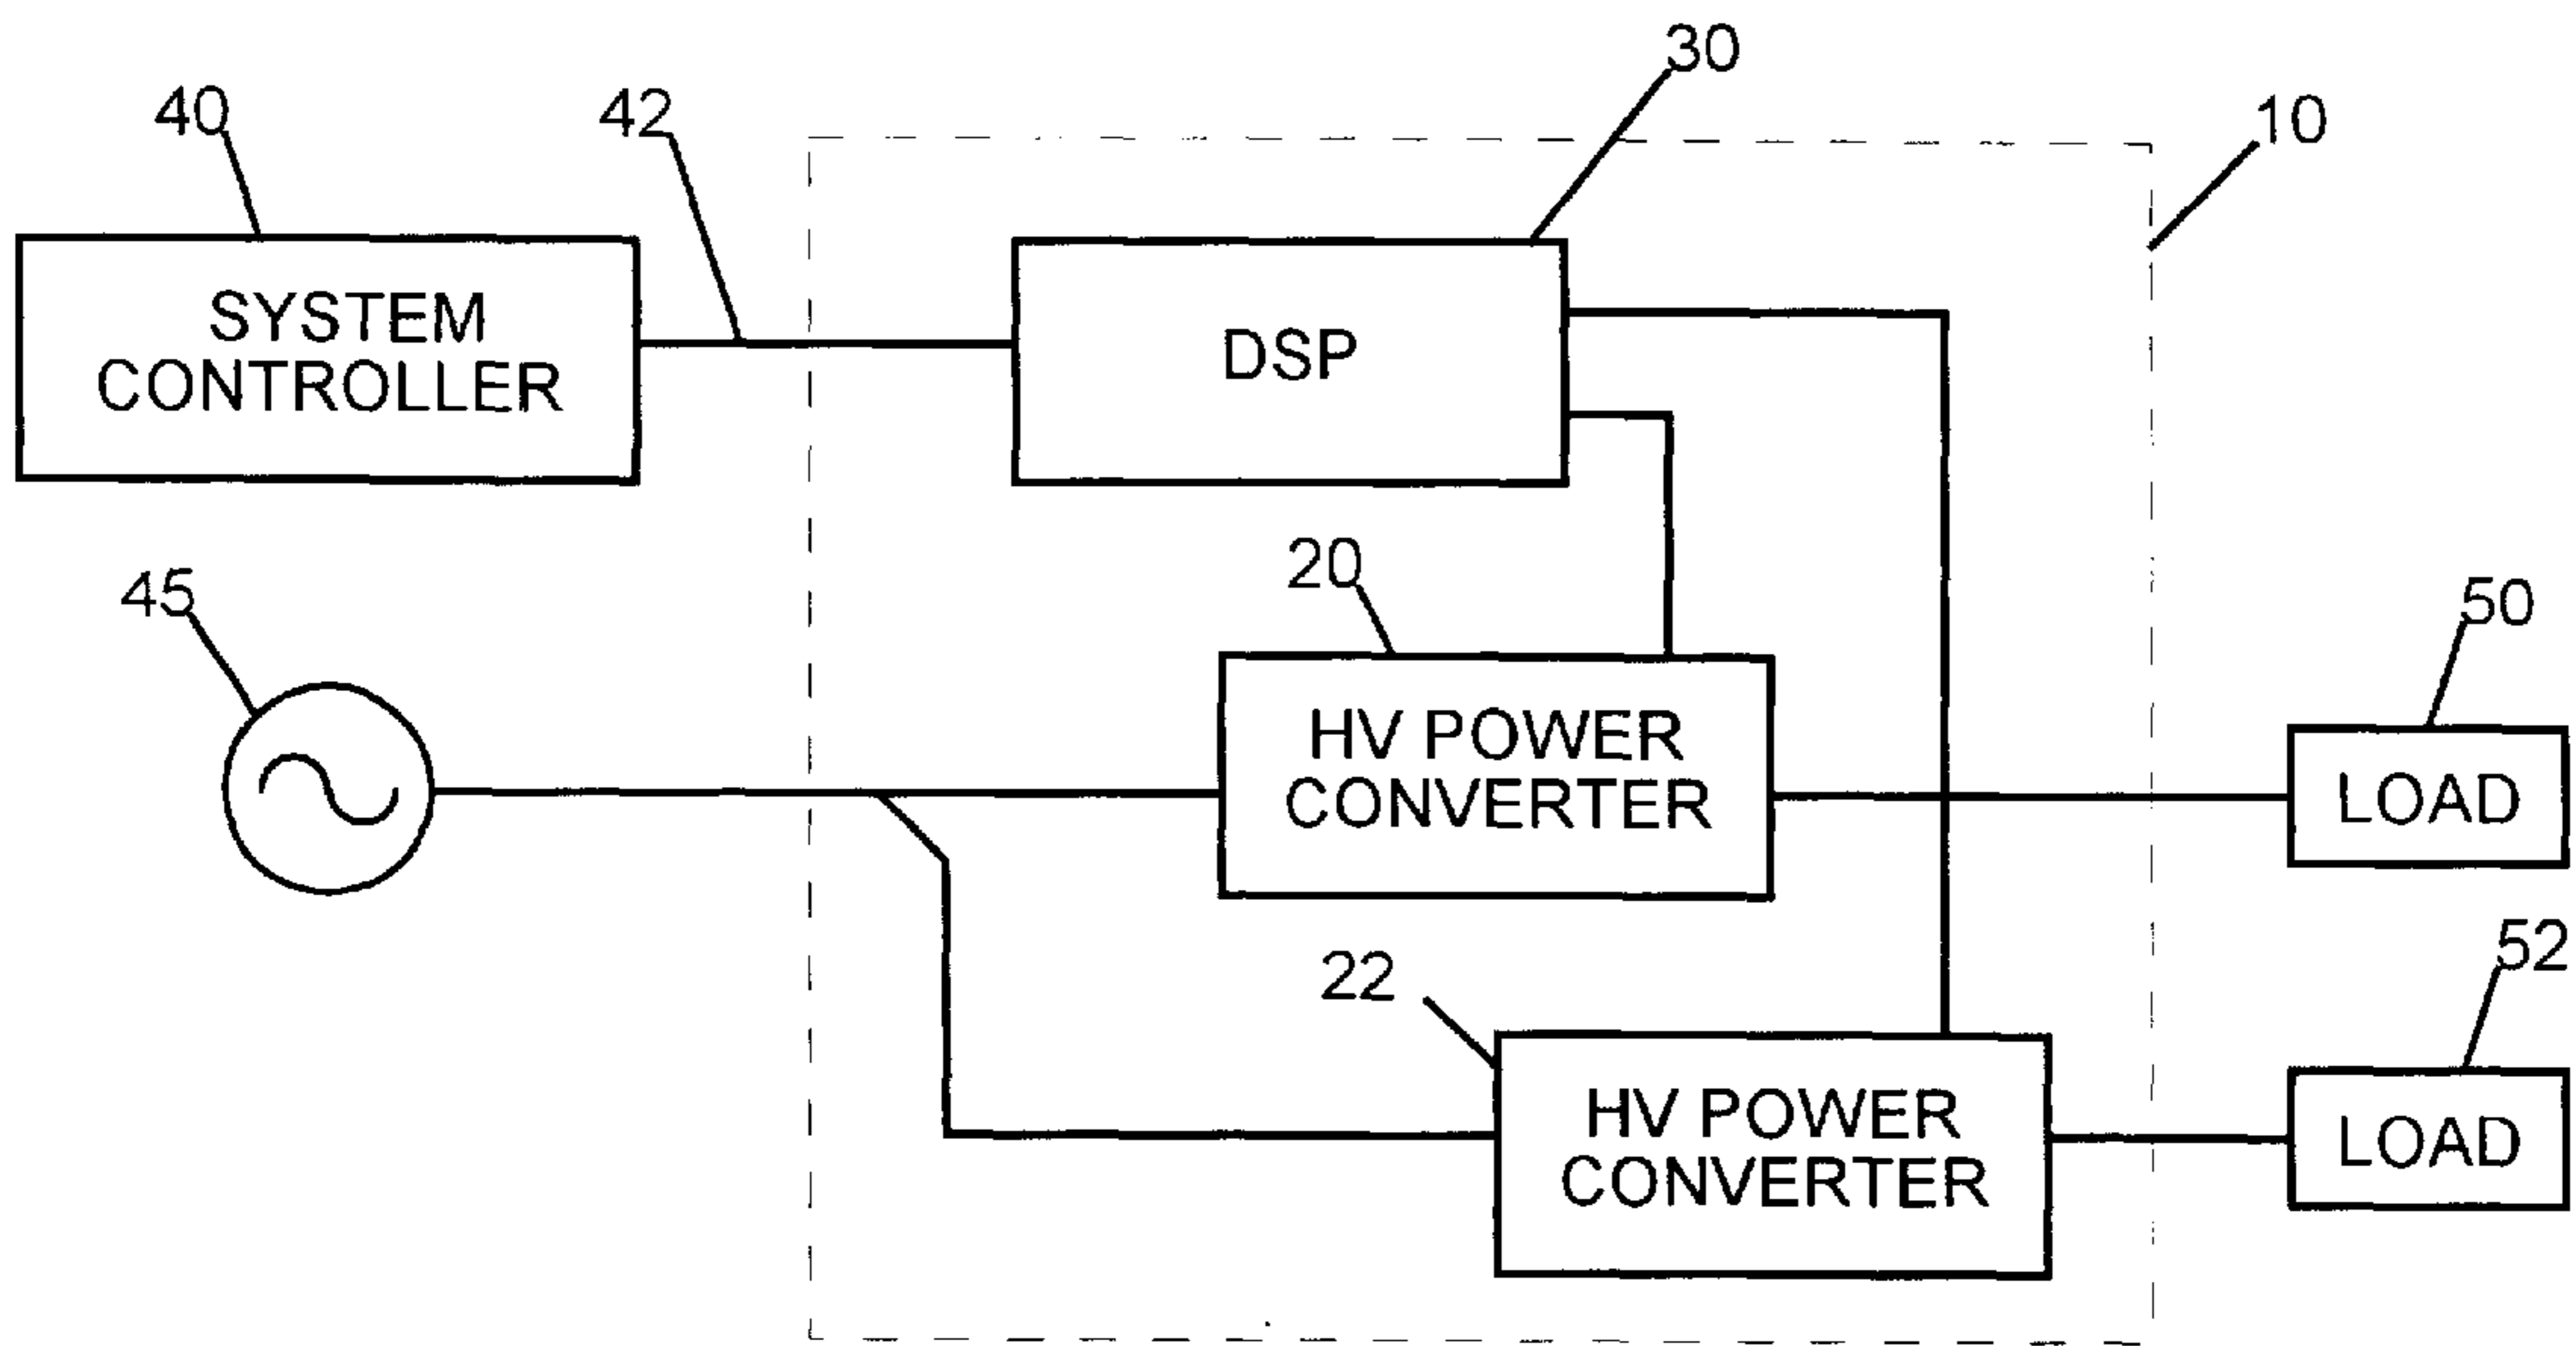 30
40
42
10
SYSTEM
CONTROLLER
DSP
20
45
50
HV POWER
CONVERTER
LOAD
22
52
HV POWER
CONVERTER
LOAD